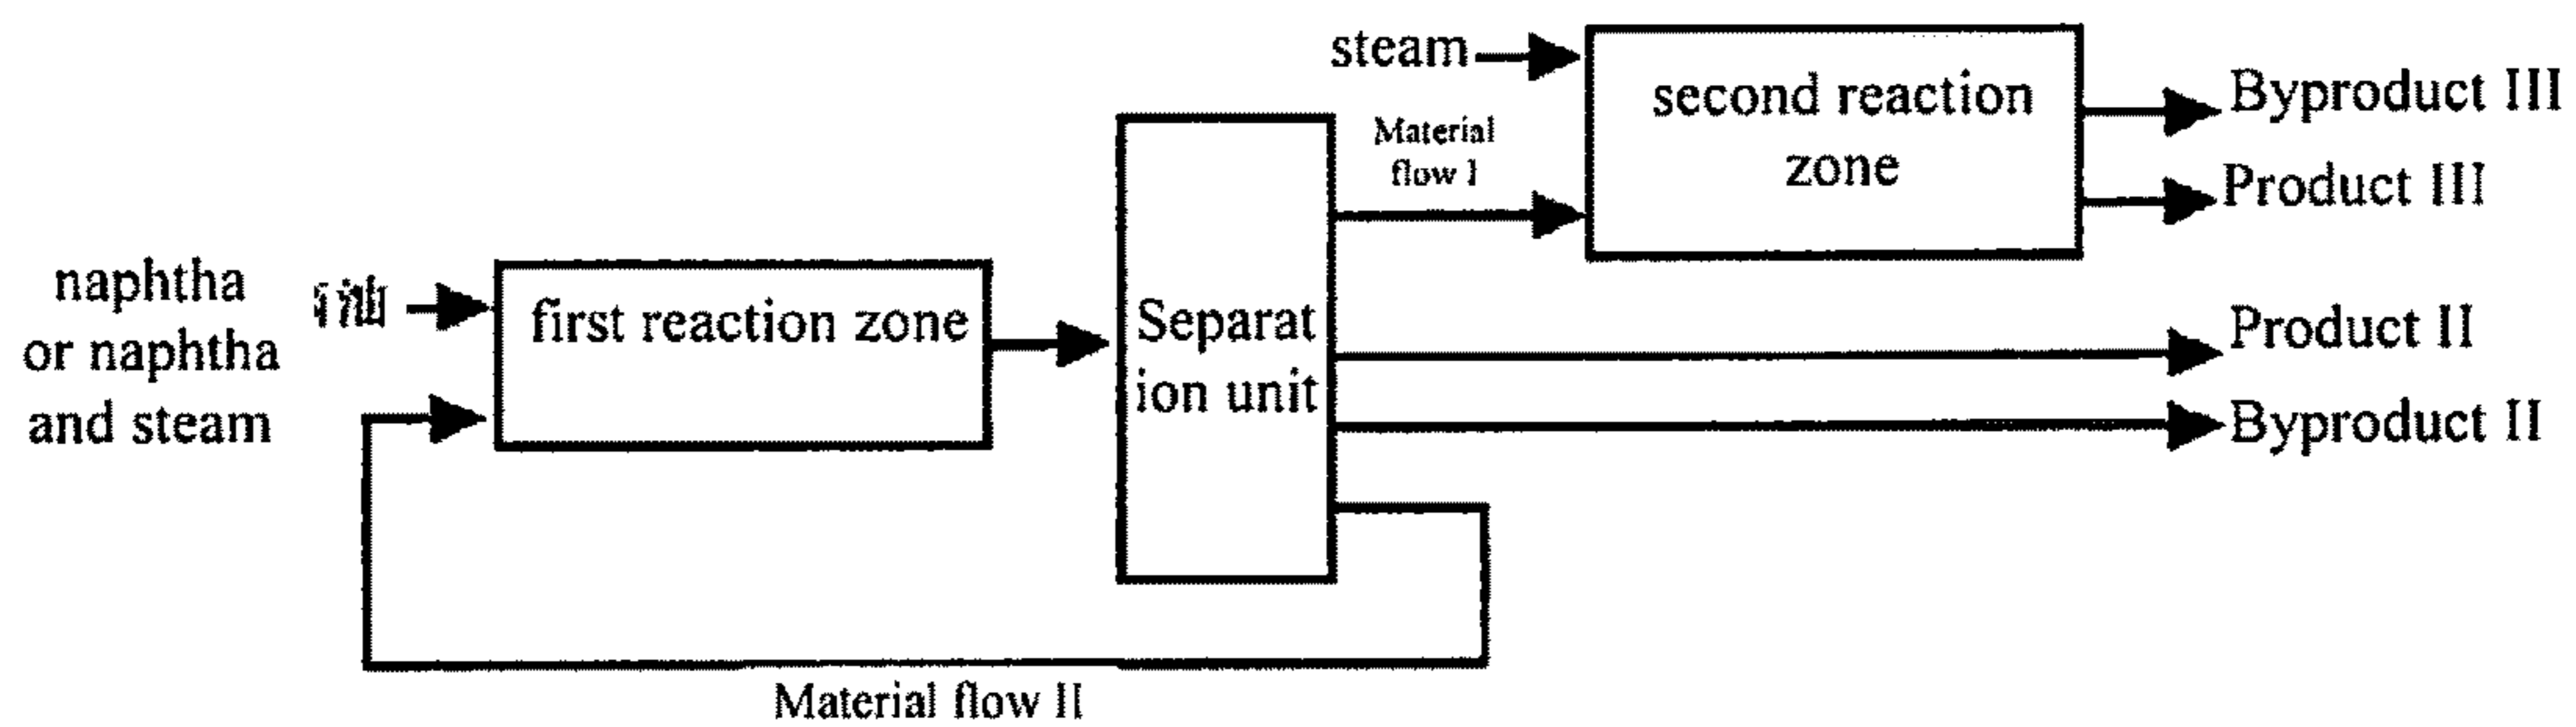 steam
second reaction
zone
Byproduct III
Product III
Material
flow I
naphtha
or naphtha
and steam
first reaction zone
Separat
ion unit
Product II
Byproduct II
Material flow II